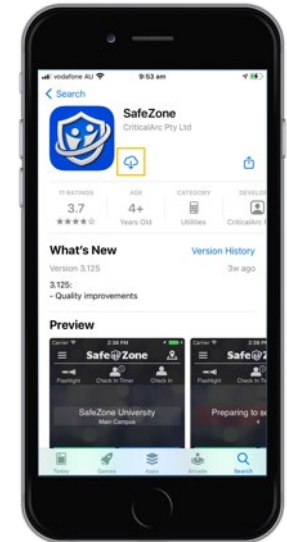 vodafone AU 9:53 am
Search
SafeZone
CriticalArc Pty Ltd
11 RATINGS AGE CATEGORY DEVELO
3.7 4+
Years Old Utilities CriticalArc P
What's New Version History
Version 3.125 3w ago
3.125:
- Quality improvements
Preview
Carrier 2:38 PM Carrier 2:38 PM
SafeZone SafeZ
Flashlight Check In Timer Check In Flashlight Check In Ti
SafeZone University Preparing to se
Main Campus 4
Today Games Apps Arcade Search